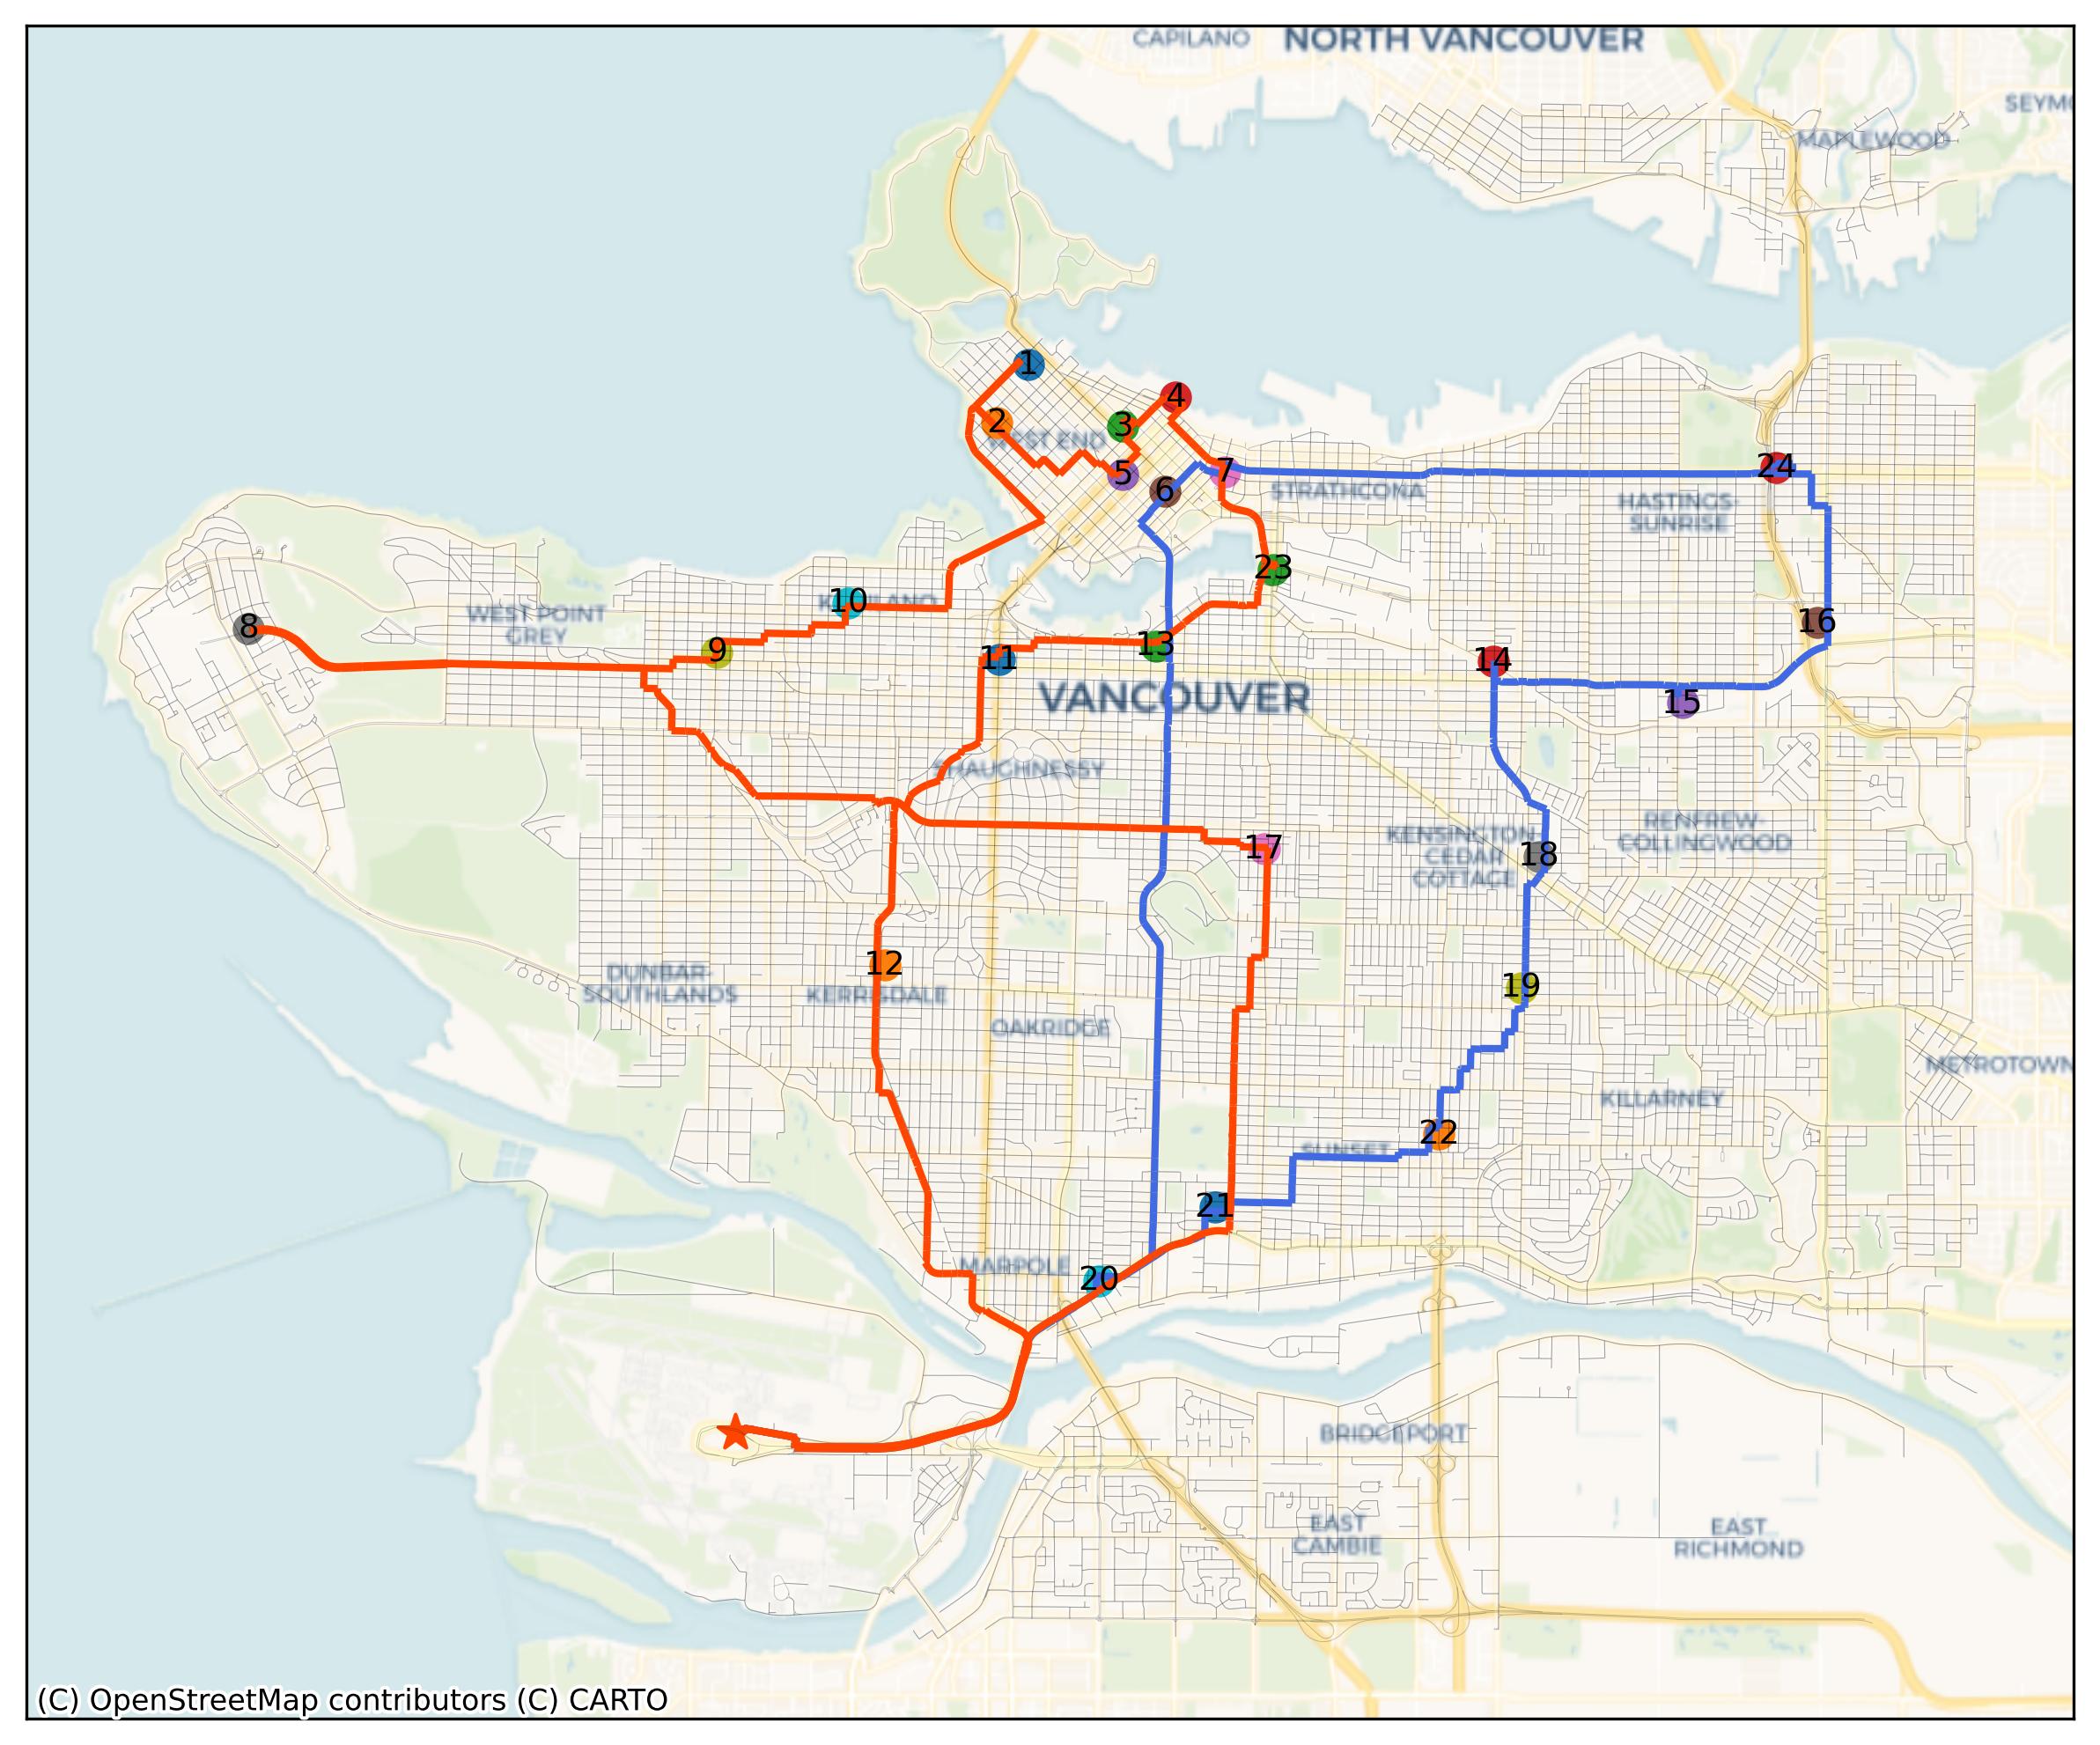 CAPILANO
NORTH VANCOUVER
SEYM
MAPLEWOOD
1
4
2
3
WEST END
5
7
24
6
STRATHCONA
HASTINGS-
SUNRISE
23
10
WEST POINT
GREY
8
16
9
11
13
14
VANCOUVER
15
SHAUGHNESSY
17
KENSINGTON-
CEDAR
COTTAGE
18
RENFREW-
COLLINGWOOD
12
DUNBAR-
SOUTHLANDS
KERRISDALE
19
OAKRIDGE
METROTOWN
KILLARNEY
22
SUNSET
21
MARPOLE
20
BRIDGEPORT
EAST
CAMBIE
EAST
RICHMOND
(C) OpenStreetMap contributors (C) CARTO